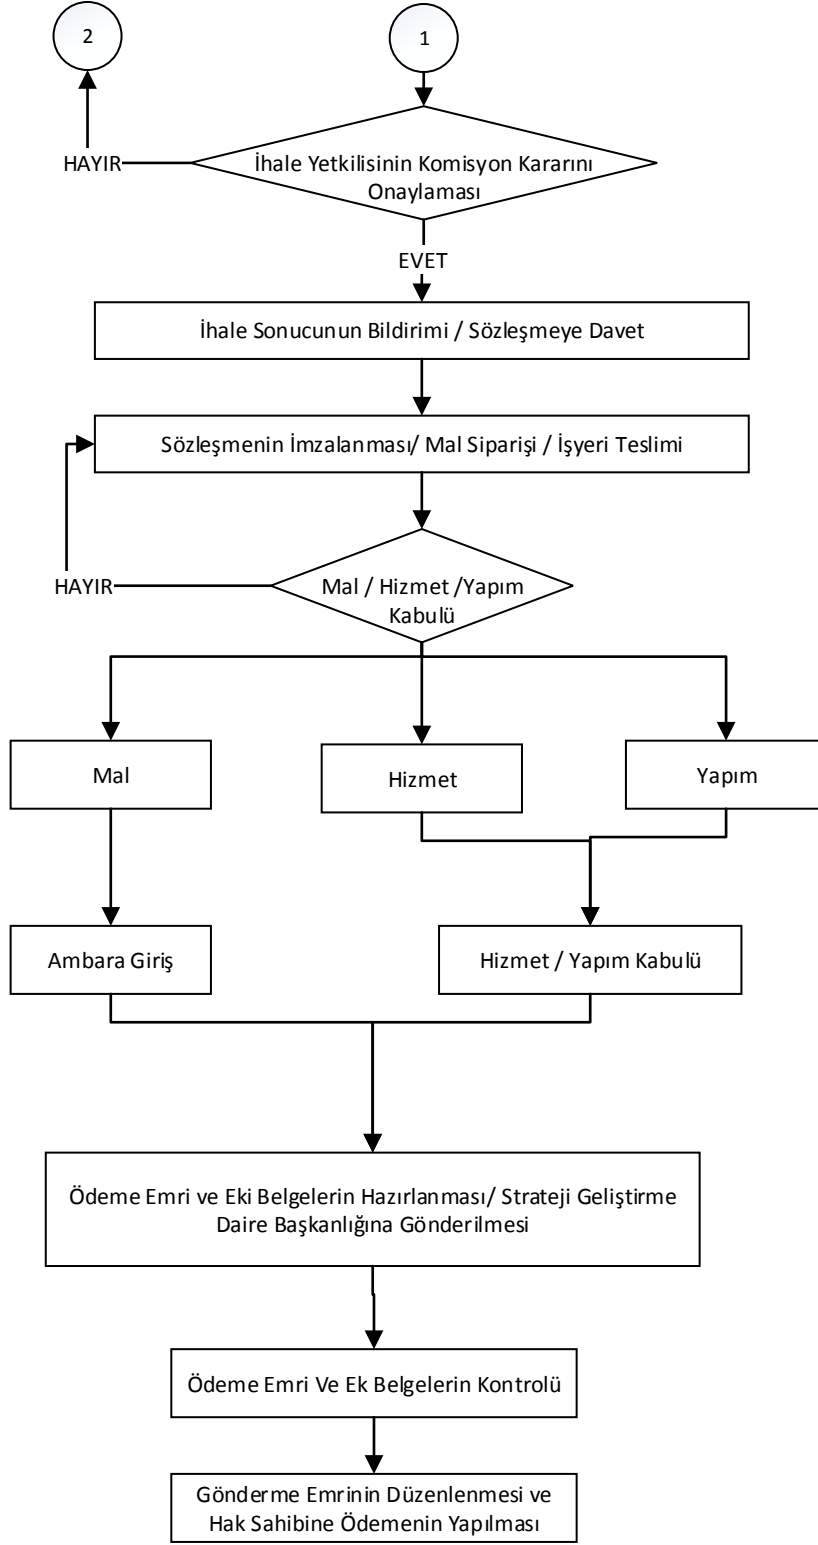 2
1
HAYIR
İhale Yetkilisinin Komisyon Kararını
Onaylaması
EVET
İhale Sonucunun Bildirimi / Sözleşmeye Davet
Sözleşmenin İmzalanması/ Mal Siparişi / İşyeri Teslimi
HAYIR
Mal / Hizmet /Yapım
Kabulü
Mal
Hizmet
Yapım
Ambara Giriş
Hizmet / Yapım Kabulü
Ödeme Emri ve Eki Belgelerin Hazırlanması/ Strateji Geliştirme
Daire Başkanlığına Gönderilmesi
Ödeme Emri Ve Ek Belgelerin Kontrolü
Gönderme Emrinin Düzenlenmesi ve
Hak Sahibine Ödemenin Yapılması